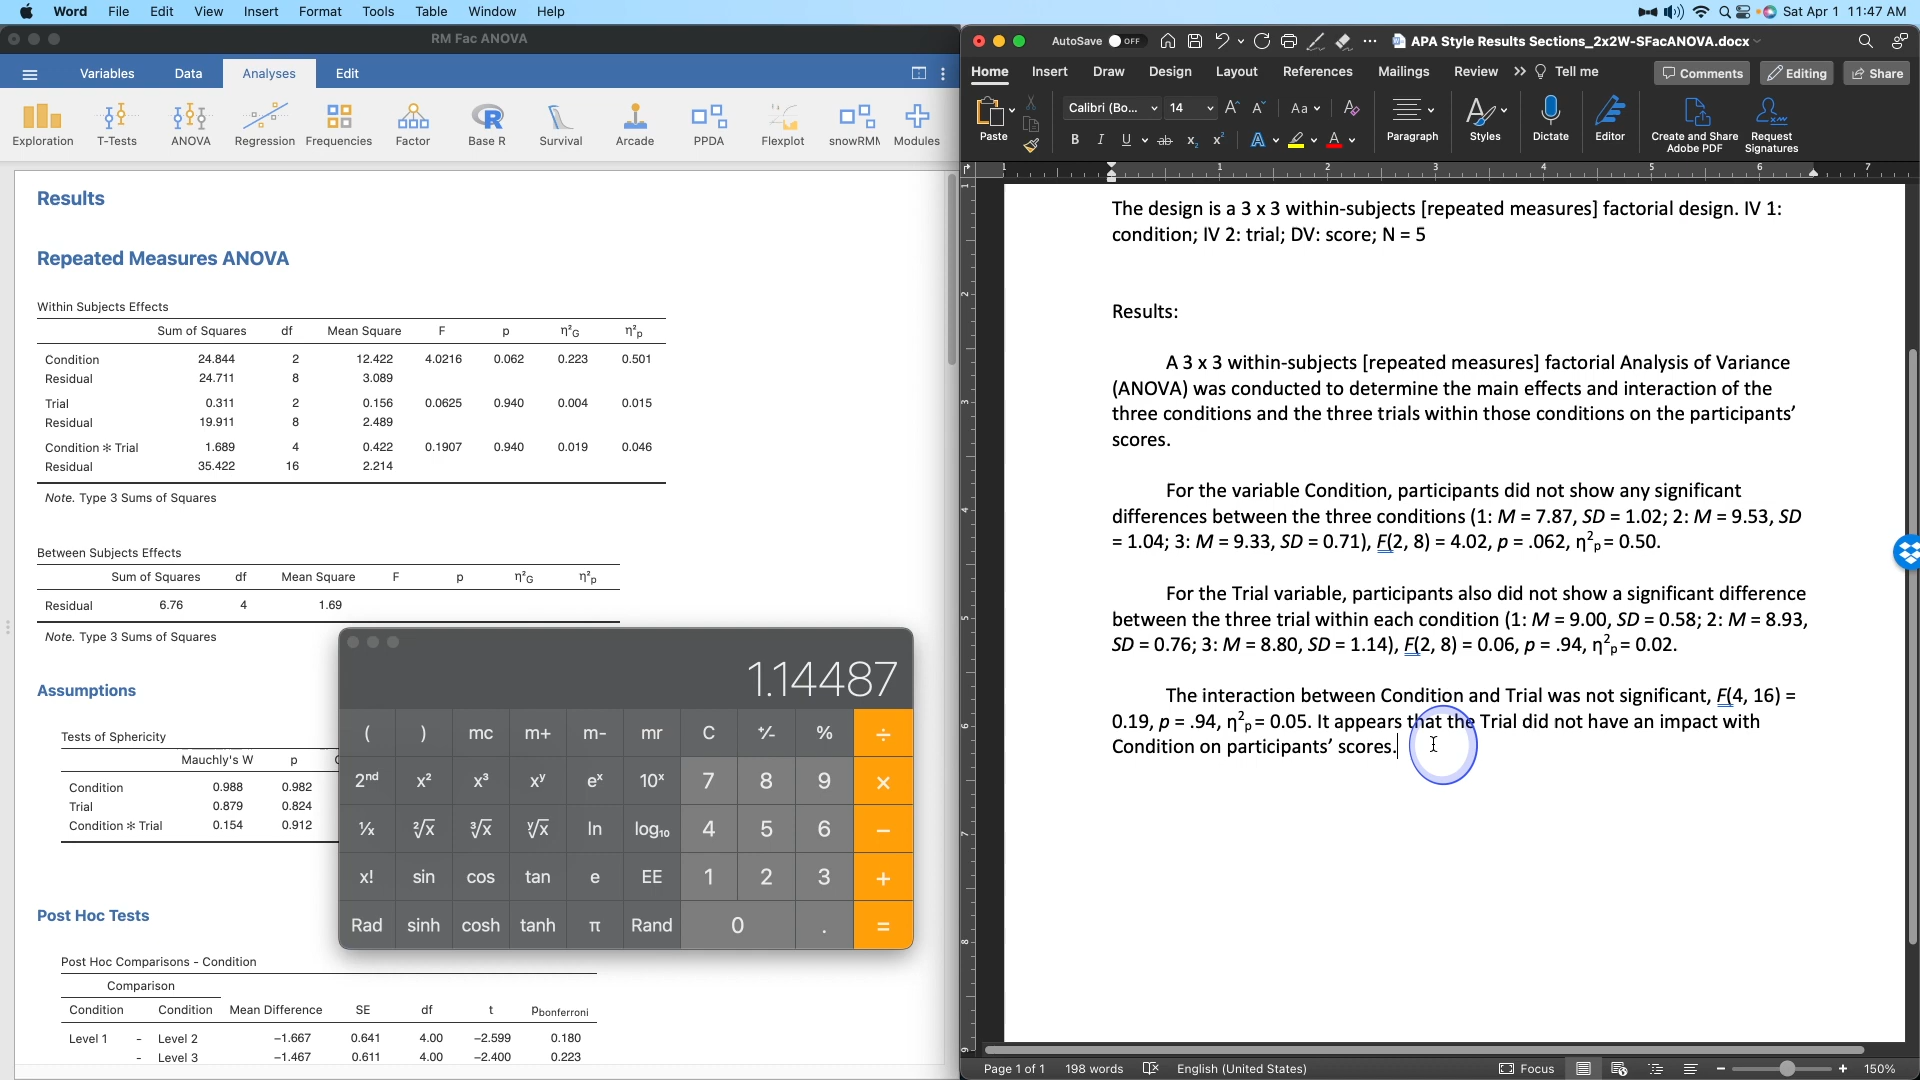 Word File Edit View Insert Format Tools Table Window Help
Sat Apr 1 11:47 AM
RM Fac ANOVA
Variables Data Analyses Edit
Exploration T-Tests ANOVA Regression Frequencies Factor Base R Survival Arcade PPDA Flexplot snowRMM Modules
Results
Repeated Measures ANOVA
Within Subjects Effects
Sum of Squares df Mean Square F p η²G η²p
Condition 24.844 2 12.422 4.0216 0.062 0.223 0.501
Residual 24.711 8 3.089
Trial 0.311 2 0.156 0.0625 0.940 0.004 0.015
Residual 19.911 8 2.489
Condition ✻ Trial 1.689 4 0.422 0.1907 0.940 0.019 0.046
Residual 35.422 16 2.214
Note. Type 3 Sums of Squares
Between Subjects Effects
Sum of Squares df Mean Square F p η²G η²p
Residual 6.76 4 1.69
Note. Type 3 Sums of Squares
Assumptions
Tests of Sphericity
Mauchly's W p
Condition 0.988 0.982
Trial 0.879 0.824
Condition ✻ Trial 0.154 0.912
Post Hoc Tests
Post Hoc Comparisons - Condition
Comparison
Condition Condition Mean Difference SE df t pbonferroni
Level 1 - Level 2 −1.667 0.641 4.00 −2.599 0.180
- Level 3 −1.467 0.611 4.00 −2.400 0.223
1.14487
( ) mc m+ m- mr C +/- % ÷
2nd x² x³ xʸ eˣ 10ˣ 7 8 9 ×
1/x ²√x ³√x ʸ√x ln log₁₀ 4 5 6 −
x! sin cos tan e EE 1 2 3 +
Rad sinh cosh tanh π Rand 0 . =
AutoSave OFF ... APA Style Results Sections_2x2W-SFacANOVA.docx
Home Insert Draw Design Layout References Mailings Review >> Tell me Comments Editing Share
Paste Calibri (Bo... 14 A A Aa A
B I U ab x₂ x² A A
Paragraph Styles Dictate Editor Create and Share Adobe PDF Request Signatures
1 1 2 3 4 5 6 7
1 2 3 4 5 6 7 8 9
The design is a 3 x 3 within-subjects [repeated measures] factorial design. IV 1:
condition; IV 2: trial; DV: score; N = 5
Results:
A 3 x 3 within-subjects [repeated measures] factorial Analysis of Variance
(ANOVA) was conducted to determine the main effects and interaction of the
three conditions and the three trials within those conditions on the participants’
scores.
For the variable Condition, participants did not show any significant
differences between the three conditions (1: M = 7.87, SD = 1.02; 2: M = 9.53, SD
= 1.04; 3: M = 9.33, SD = 0.71), F(2, 8) = 4.02, p = .062, η²p= 0.50.
For the Trial variable, participants also did not show a significant difference
between the three trial within each condition (1: M = 9.00, SD = 0.58; 2: M = 8.93,
SD = 0.76; 3: M = 8.80, SD = 1.14), F(2, 8) = 0.06, p = .94, η²p= 0.02.
The interaction between Condition and Trial was not significant, F(4, 16) =
0.19, p = .94, η²p= 0.05. It appears that the Trial did not have an impact with
Condition on participants’ scores.
Page 1 of 1 198 words English (United States) Focus − + 150%